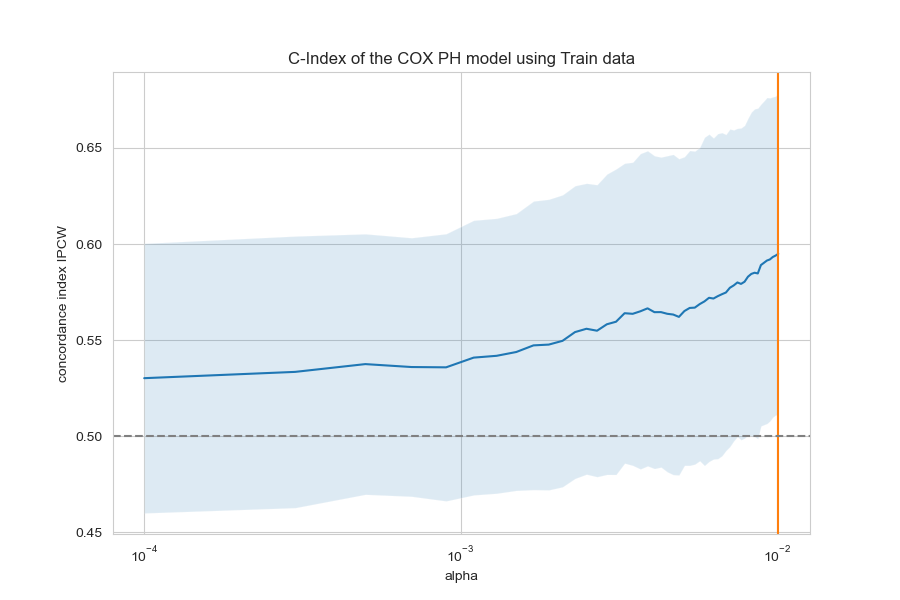 C-Index of the COX PH model using Train data
concordance index IPCW
0.65
0.60
0.55
0.50
0.45
10⁻⁴
10⁻³
10⁻²
alpha